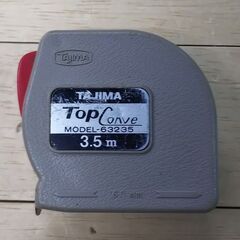 TAJIMA
TAJIMA
Top Conve
MODEL-63235
3.5 m